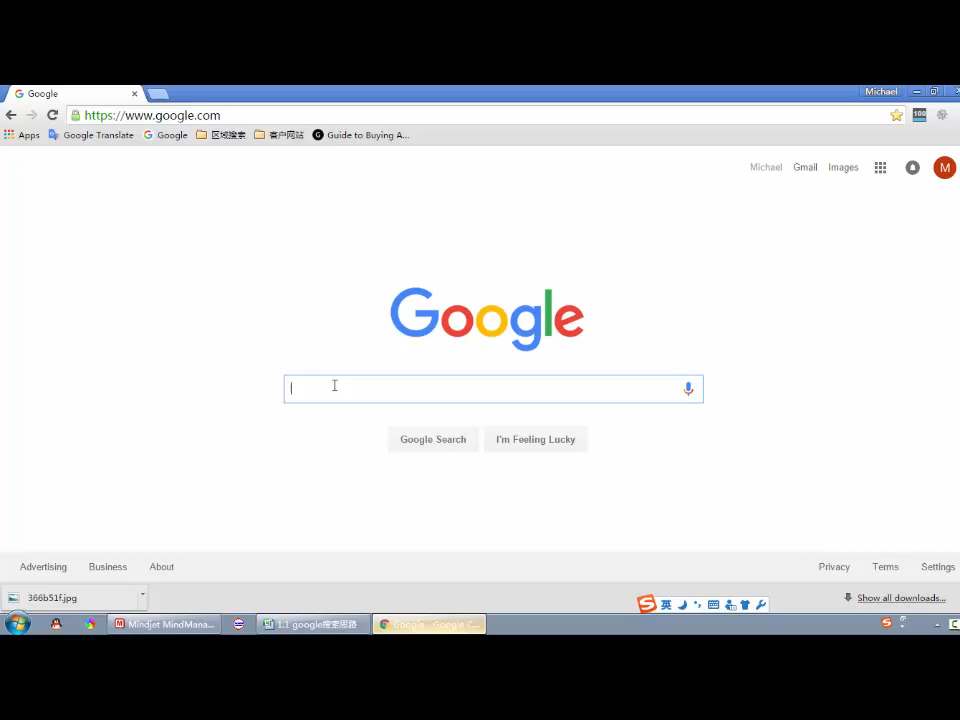 Google
Michael
https://www.google.com
Apps Google Translate Google 区域搜索 客户网站 Guide to Buying A...
Michael Gmail Images M
Google
Google Search I'm Feeling Lucky
Advertising Business About Privacy Terms Settings
366b51f.jpg 英 Show all downloads...
Mindjet MindMana... 1.1 google搜索思路 Google - Google C...